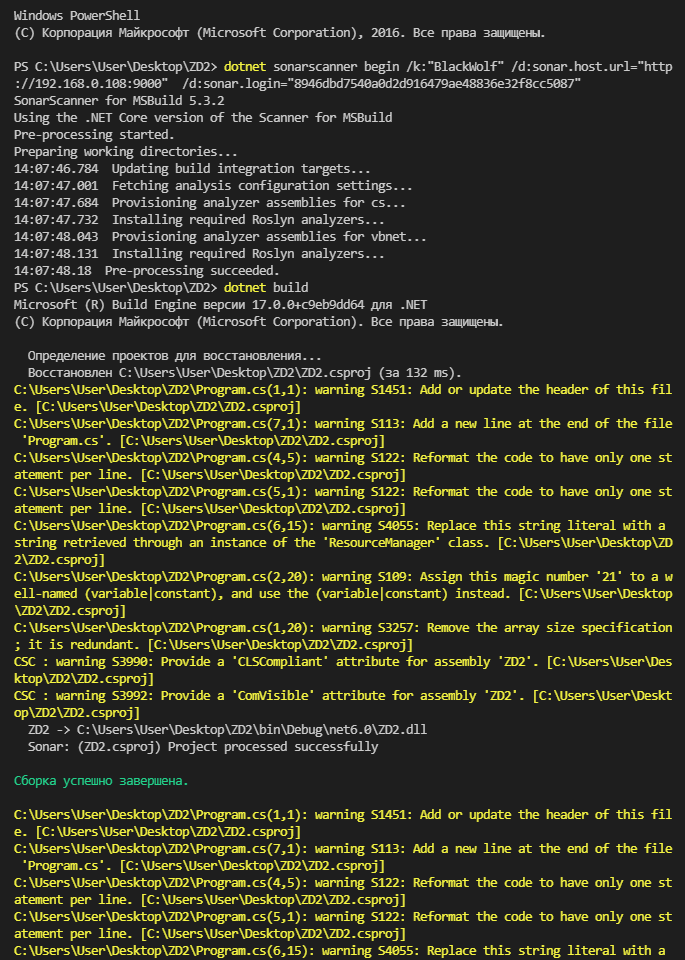 Windows PowerShell
(C) Корпорация Майкрософт (Microsoft Corporation), 2016. Все права защищены.
PS C:\Users\User\Desktop\ZD2> dotnet sonarscanner begin /k:"BlackWolf" /d:sonar.host.url="http
://192.168.0.108:9000"  /d:sonar.login="8946dbd7540a0d2d916479ae48836e32f8cc5087"
SonarScanner for MSBuild 5.3.2
Using the .NET Core version of the Scanner for MSBuild
Pre-processing started.
Preparing working directories...
14:07:46.784  Updating build integration targets...
14:07:47.001  Fetching analysis configuration settings...
14:07:47.684  Provisioning analyzer assemblies for cs...
14:07:47.732  Installing required Roslyn analyzers...
14:07:48.043  Provisioning analyzer assemblies for vbnet...
14:07:48.131  Installing required Roslyn analyzers...
14:07:48.18  Pre-processing succeeded.
PS C:\Users\User\Desktop\ZD2> dotnet build
Microsoft (R) Build Engine версии 17.0.0+c9eb9dd64 для .NET
(C) Корпорация Майкрософт (Microsoft Corporation). Все права защищены.
  Определение проектов для восстановления...
  Восстановлен C:\Users\User\Desktop\ZD2\ZD2.csproj (за 132 ms).
C:\Users\User\Desktop\ZD2\Program.cs(1,1): warning S1451: Add or update the header of this fil
e. [C:\Users\User\Desktop\ZD2\ZD2.csproj]
C:\Users\User\Desktop\ZD2\Program.cs(7,1): warning S113: Add a new line at the end of the file
 'Program.cs'. [C:\Users\User\Desktop\ZD2\ZD2.csproj]
C:\Users\User\Desktop\ZD2\Program.cs(4,5): warning S122: Reformat the code to have only one st
atement per line. [C:\Users\User\Desktop\ZD2\ZD2.csproj]
C:\Users\User\Desktop\ZD2\Program.cs(5,1): warning S122: Reformat the code to have only one st
atement per line. [C:\Users\User\Desktop\ZD2\ZD2.csproj]
C:\Users\User\Desktop\ZD2\Program.cs(6,15): warning S4055: Replace this string literal with a
string retrieved through an instance of the 'ResourceManager' class. [C:\Users\User\Desktop\ZD
2\ZD2.csproj]
C:\Users\User\Desktop\ZD2\Program.cs(2,20): warning S109: Assign this magic number '21' to a w
ell-named (variable|constant), and use the (variable|constant) instead. [C:\Users\User\Desktop
\ZD2\ZD2.csproj]
C:\Users\User\Desktop\ZD2\Program.cs(1,20): warning S3257: Remove the array size specification
; it is redundant. [C:\Users\User\Desktop\ZD2\ZD2.csproj]
CSC : warning S3990: Provide a 'CLSCompliant' attribute for assembly 'ZD2'. [C:\Users\User\Des
ktop\ZD2\ZD2.csproj]
CSC : warning S3992: Provide a 'ComVisible' attribute for assembly 'ZD2'. [C:\Users\User\Deskt
op\ZD2\ZD2.csproj]
  ZD2 -> C:\Users\User\Desktop\ZD2\bin\Debug\net6.0\ZD2.dll
  Sonar: (ZD2.csproj) Project processed successfully
Сборка успешно завершена.
C:\Users\User\Desktop\ZD2\Program.cs(1,1): warning S1451: Add or update the header of this fil
e. [C:\Users\User\Desktop\ZD2\ZD2.csproj]
C:\Users\User\Desktop\ZD2\Program.cs(7,1): warning S113: Add a new line at the end of the file
 'Program.cs'. [C:\Users\User\Desktop\ZD2\ZD2.csproj]
C:\Users\User\Desktop\ZD2\Program.cs(4,5): warning S122: Reformat the code to have only one st
atement per line. [C:\Users\User\Desktop\ZD2\ZD2.csproj]
C:\Users\User\Desktop\ZD2\Program.cs(5,1): warning S122: Reformat the code to have only one st
atement per line. [C:\Users\User\Desktop\ZD2\ZD2.csproj]
C:\Users\User\Desktop\ZD2\Program.cs(6,15): warning S4055: Replace this string literal with a